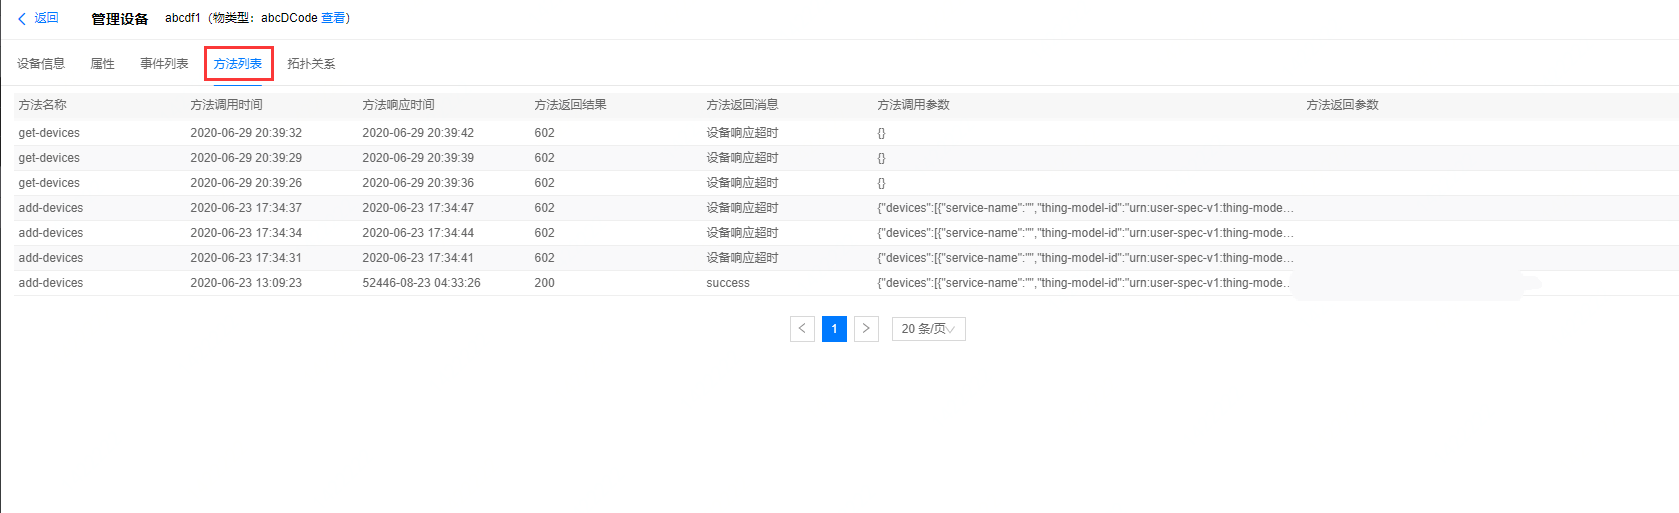 返回 管理设备 abcdf1（物类型：abcDCode 查看）
设备信息 属性 事件列表 方法列表 拓扑关系
方法名称 方法调用时间 方法响应时间 方法返回结果 方法返回消息 方法调用参数 方法返回参数
get-devices 2020-06-29 20:39:32 2020-06-29 20:39:42 602 设备响应超时 {}
get-devices 2020-06-29 20:39:29 2020-06-29 20:39:39 602 设备响应超时 {}
get-devices 2020-06-29 20:39:26 2020-06-29 20:39:36 602 设备响应超时 {}
add-devices 2020-06-23 17:34:37 2020-06-23 17:34:47 602 设备响应超时 {"devices":[{"service-name":"","thing-model-id":"urn:user-spec-v1:thing-mode...
add-devices 2020-06-23 17:34:34 2020-06-23 17:34:44 602 设备响应超时 {"devices":[{"service-name":"","thing-model-id":"urn:user-spec-v1:thing-mode...
add-devices 2020-06-23 17:34:31 2020-06-23 17:34:41 602 设备响应超时 {"devices":[{"service-name":"","thing-model-id":"urn:user-spec-v1:thing-mode...
add-devices 2020-06-23 13:09:23 52446-08-23 04:33:26 200 success {"devices":[{"service-name":"","thing-model-id":"urn:user-spec-v1:thing-mode...
1 20 条/页